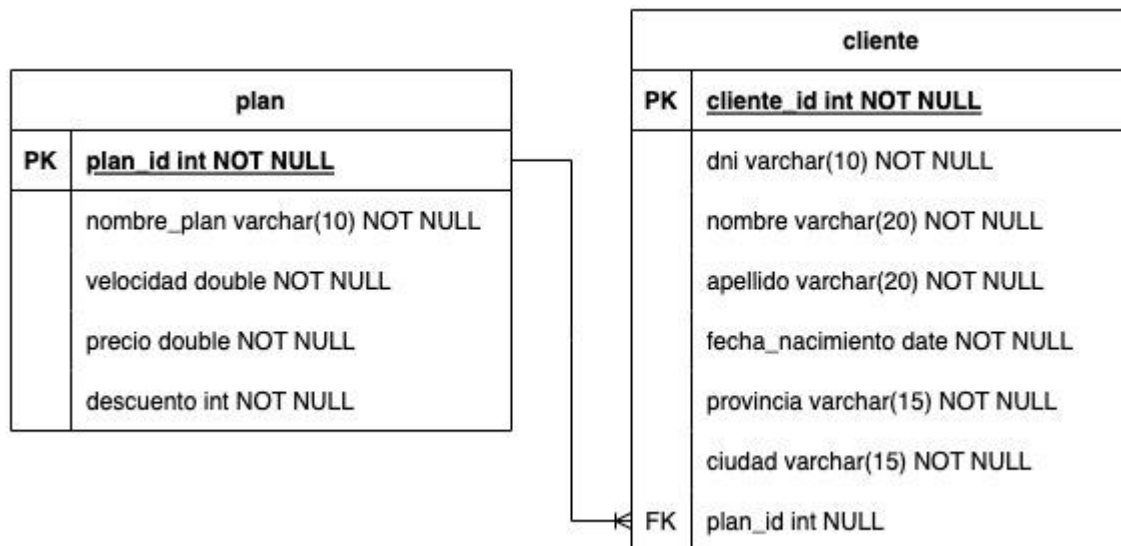 plan
PK plan_id int NOT NULL
nombre_plan varchar(10) NOT NULL
velocidad double NOT NULL
precio double NOT NULL
descuento int NOT NULL
cliente
PK cliente_id int NOT NULL
dni varchar(10) NOT NULL
nombre varchar(20) NOT NULL
apellido varchar(20) NOT NULL
fecha_nacimiento date NOT NULL
provincia varchar(15) NOT NULL
ciudad varchar(15) NOT NULL
FK plan_id int NULL